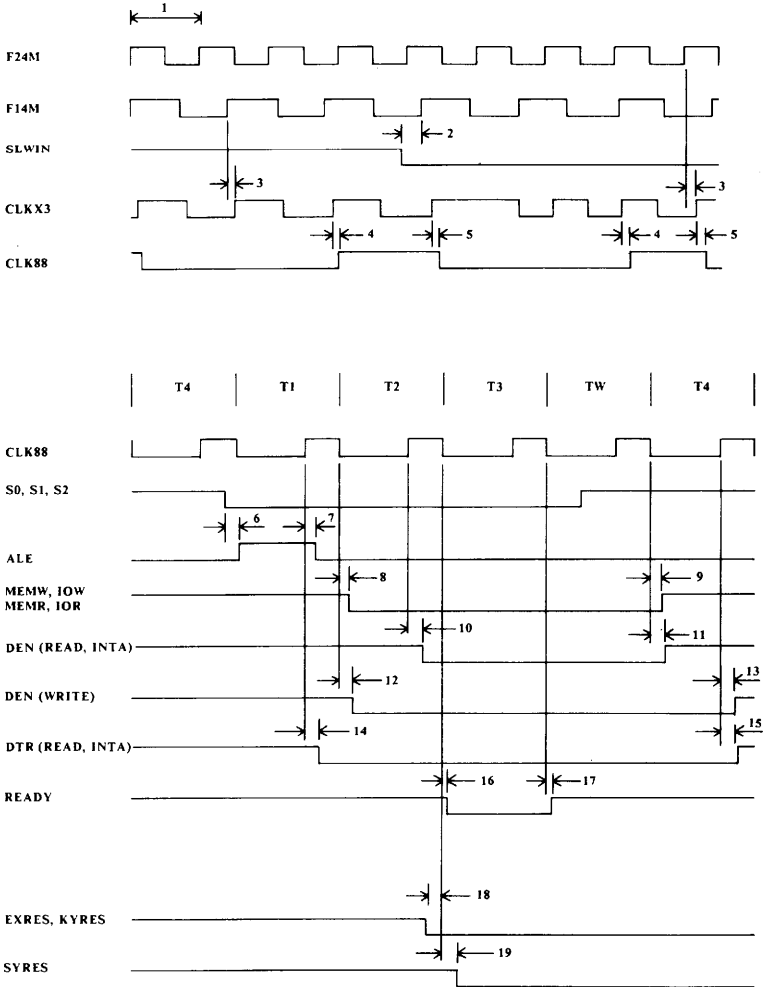 1
F24M
F14M
2
SLWIN
3 3
CLKX3
4 5 4 5
CLK88
T4 T1 T2 T3 TW T4
CLK88
S0, S1, S2
6 7
ALE
8 9
MEMW, IOW
MEMR, IOR
10 11
DEN (READ, INTA)
12 13
DEN (WRITE)
14 15
DTR (READ, INTA)
16 17
READY
18
EXRES, KYRES
19
SYRES